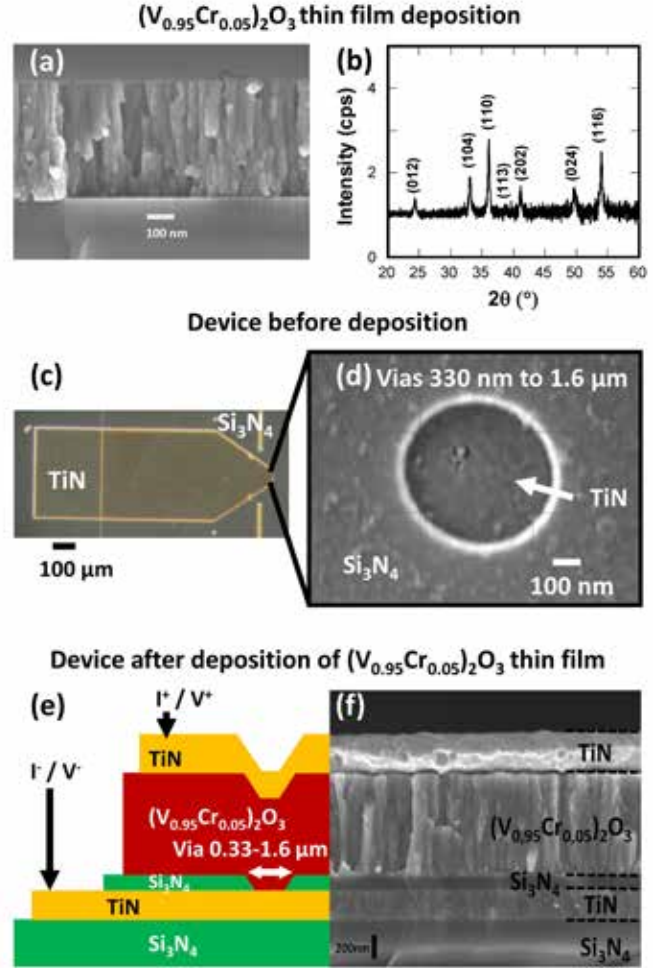 (V₀.₉₅Cr₀.₀₅)₂O₃ thin film deposition
(a)
100 nm
(b)
Intensity (cps)
4
2
0
(012)
(104)
(110)
(113)
(202)
(024)
(116)
20 25 30 35 40 45 50 55 60
2θ (°)
Device before deposition
(c)
Si₃N₄
TiN
100 μm
(d) Vias 330 nm to 1.6 μm
TiN
Si₃N₄
100 nm
Device after deposition of (V₀.₉₅Cr₀.₀₅)₂O₃ thin film
(e)
I⁺ / V⁺
TiN
I⁻ / V⁻
(V₀.₉₅Cr₀.₀₅)₂O₃
Via 0.33-1.6 μm
Si₃N₄
TiN
Si₃N₄
(f)
TiN
(V₀,₉₅Cr₀,₀₅)₂O₃
Si₃N₄
TiN
200nm
Si₃N₄